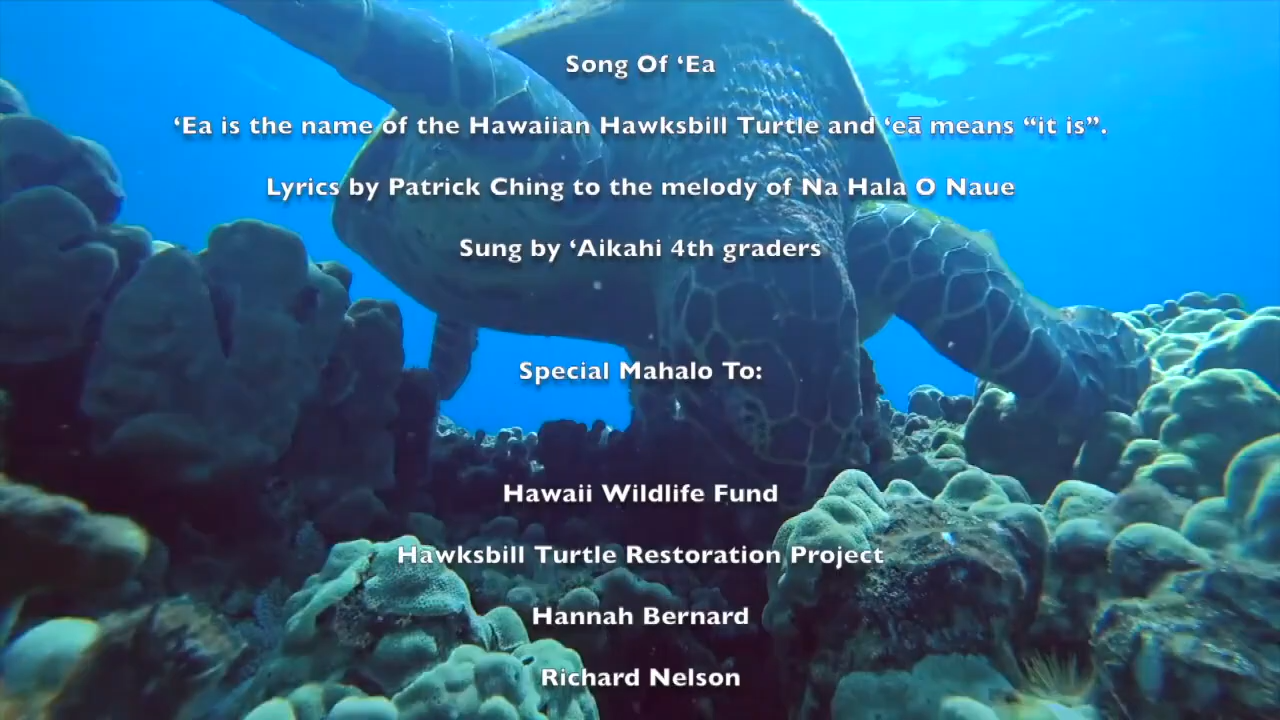 Song Of ‘Ea
‘Ea is the name of the Hawaiian Hawksbill Turtle and ‘eā means “it is”.
Lyrics by Patrick Ching to the melody of Na Hala O Naue
Sung by ‘Aikahi 4th graders
Special Mahalo To:
Hawaii Wildlife Fund
Hawksbill Turtle Restoration Project
Hannah Bernard
Richard Nelson